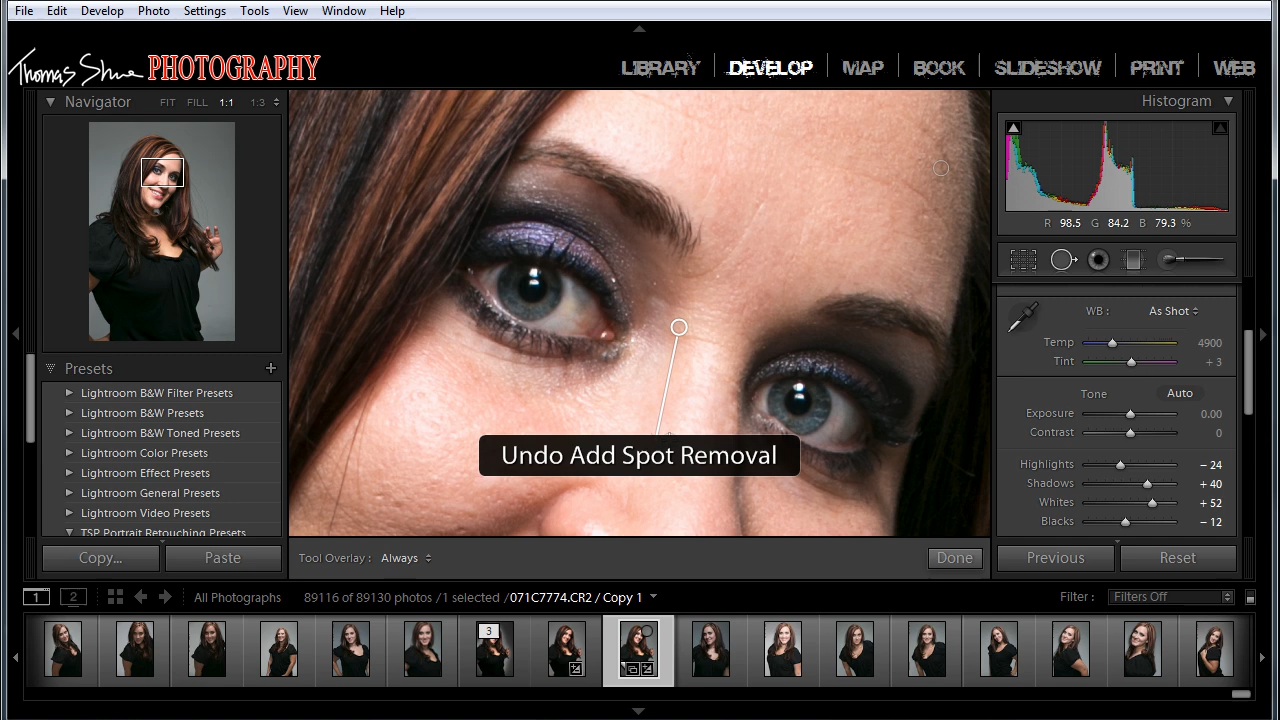 File Edit Develop Photo Settings Tools View Window Help
Thomas Shue PHOTOGRAPHY
LIBRARY DEVELOP MAP BOOK SLIDESHOW PRINT WEB
Navigator FIT FILL 1:1 1:3
Histogram
R 98.5 G 84.2 B 79.3 %
WB : As Shot
Temp 4900
Tint + 3
Tone Auto
Exposure 0.00
Contrast 0
Highlights − 24
Shadows + 40
Whites + 52
Blacks − 12
Presets +
Lightroom B&W Filter Presets
Lightroom B&W Presets
Lightroom B&W Toned Presets
Lightroom Color Presets
Lightroom Effect Presets
Lightroom General Presets
Lightroom Video Presets
TSP Portrait Retouching Presets
Undo Add Spot Removal
Copy... Paste
Tool Overlay : Always Done
Previous Reset
1 2 All Photographs 89116 of 89130 photos /1 selected /071C7774.CR2 / Copy 1 Filter : Filters Off
3